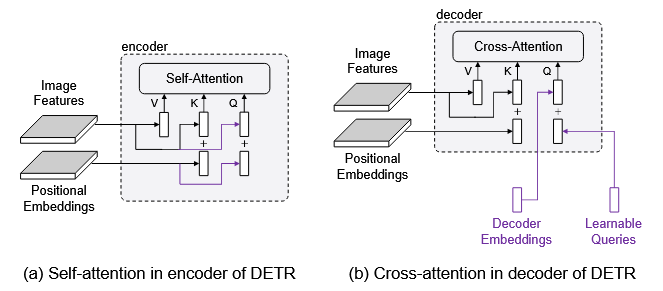 encoder
Self-Attention
V K Q
Image
Features
+ +
Positional
Embeddings
(a) Self-attention in encoder of DETR
decoder
Cross-Attention
V K Q
Image
Features
+ +
Positional
Embeddings
Decoder
Embeddings
Learnable
Queries
(b) Cross-attention in decoder of DETR